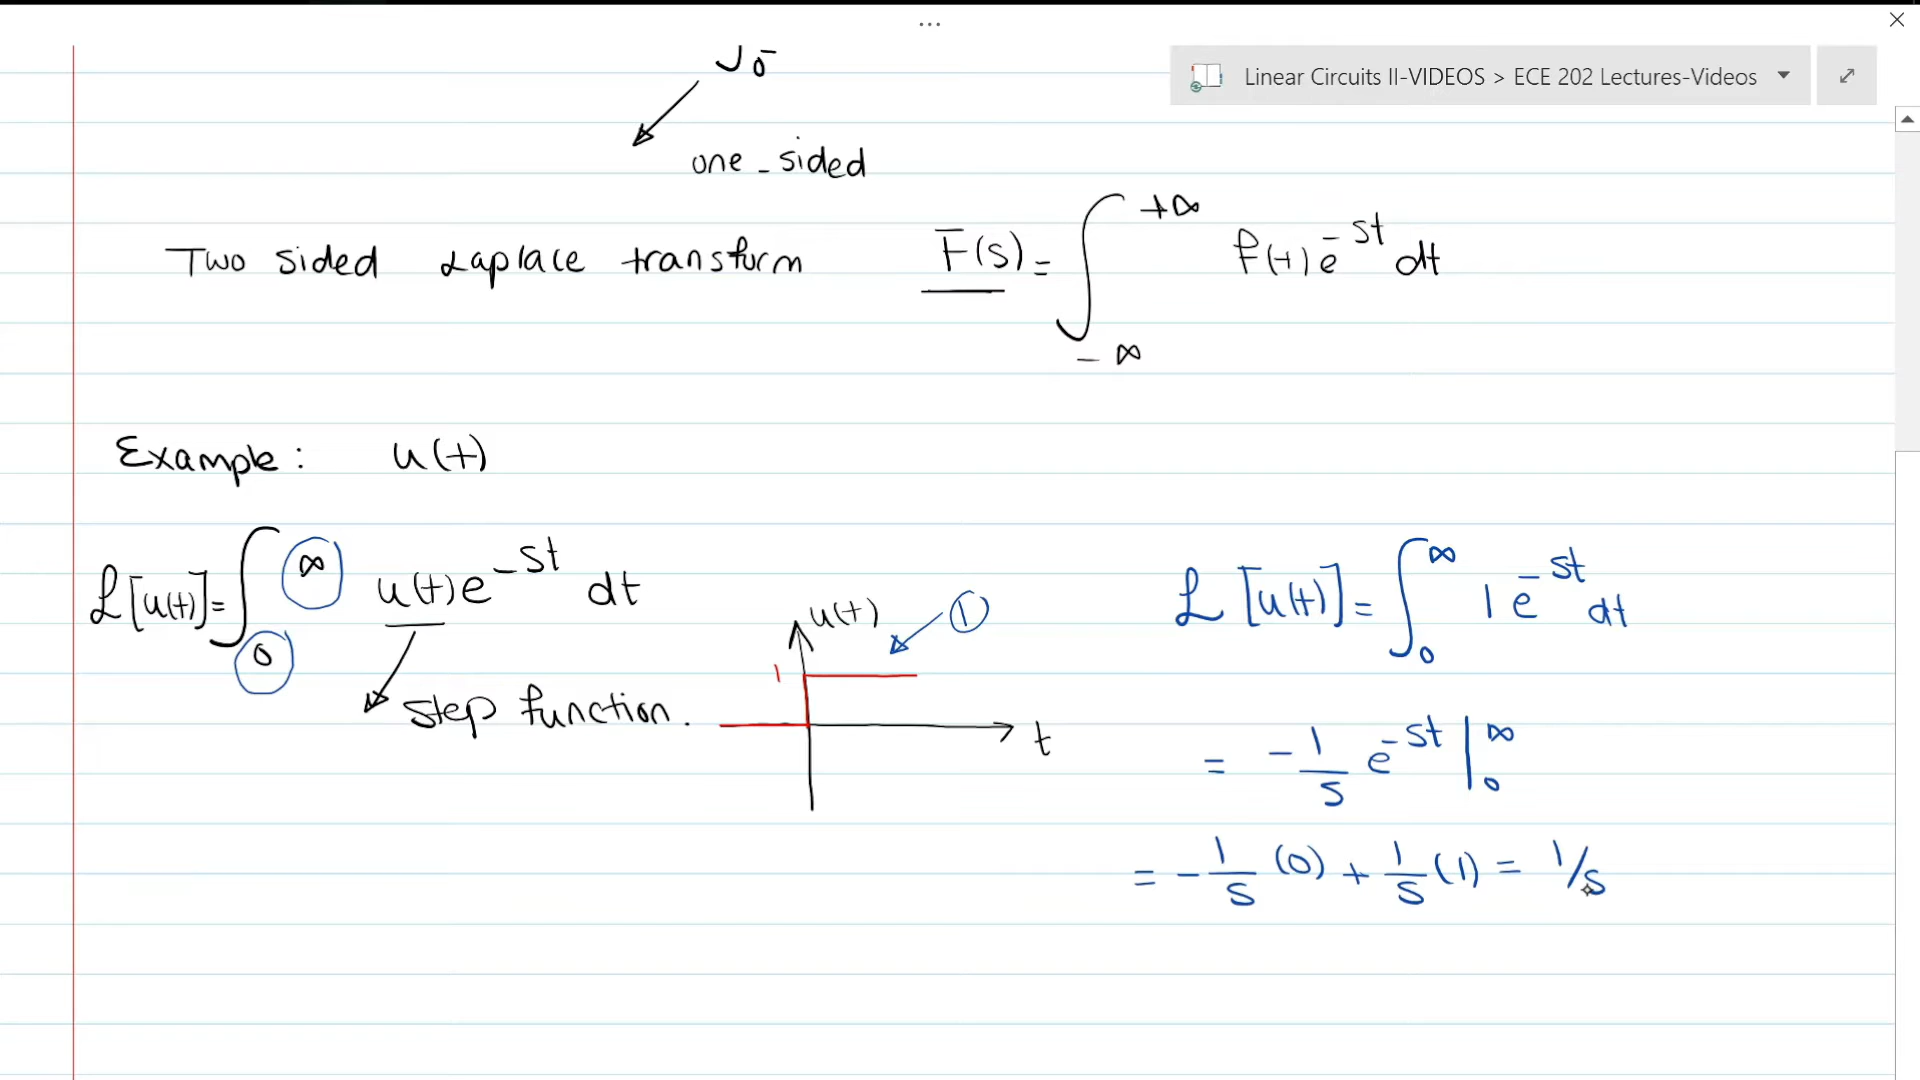 ...
Linear Circuits II-VIDEOS > ECE 202 Lectures-Videos
∫0⁻
one-sided
Two sided Laplace transform F(s) = ∫_{-∞}^{+∞} f(t) e^{-st} dt
Example: u(t)
ℒ[u(t)] = ∫_0^∞ u(t) e^{-st} dt
step function.
u(t)
1
1
t
ℒ [u(t)] = ∫_0^∞ 1 e^{-st} dt
= -1/s e^{-st} |_0^∞
= -1/s (0) + 1/s (1) = 1/s